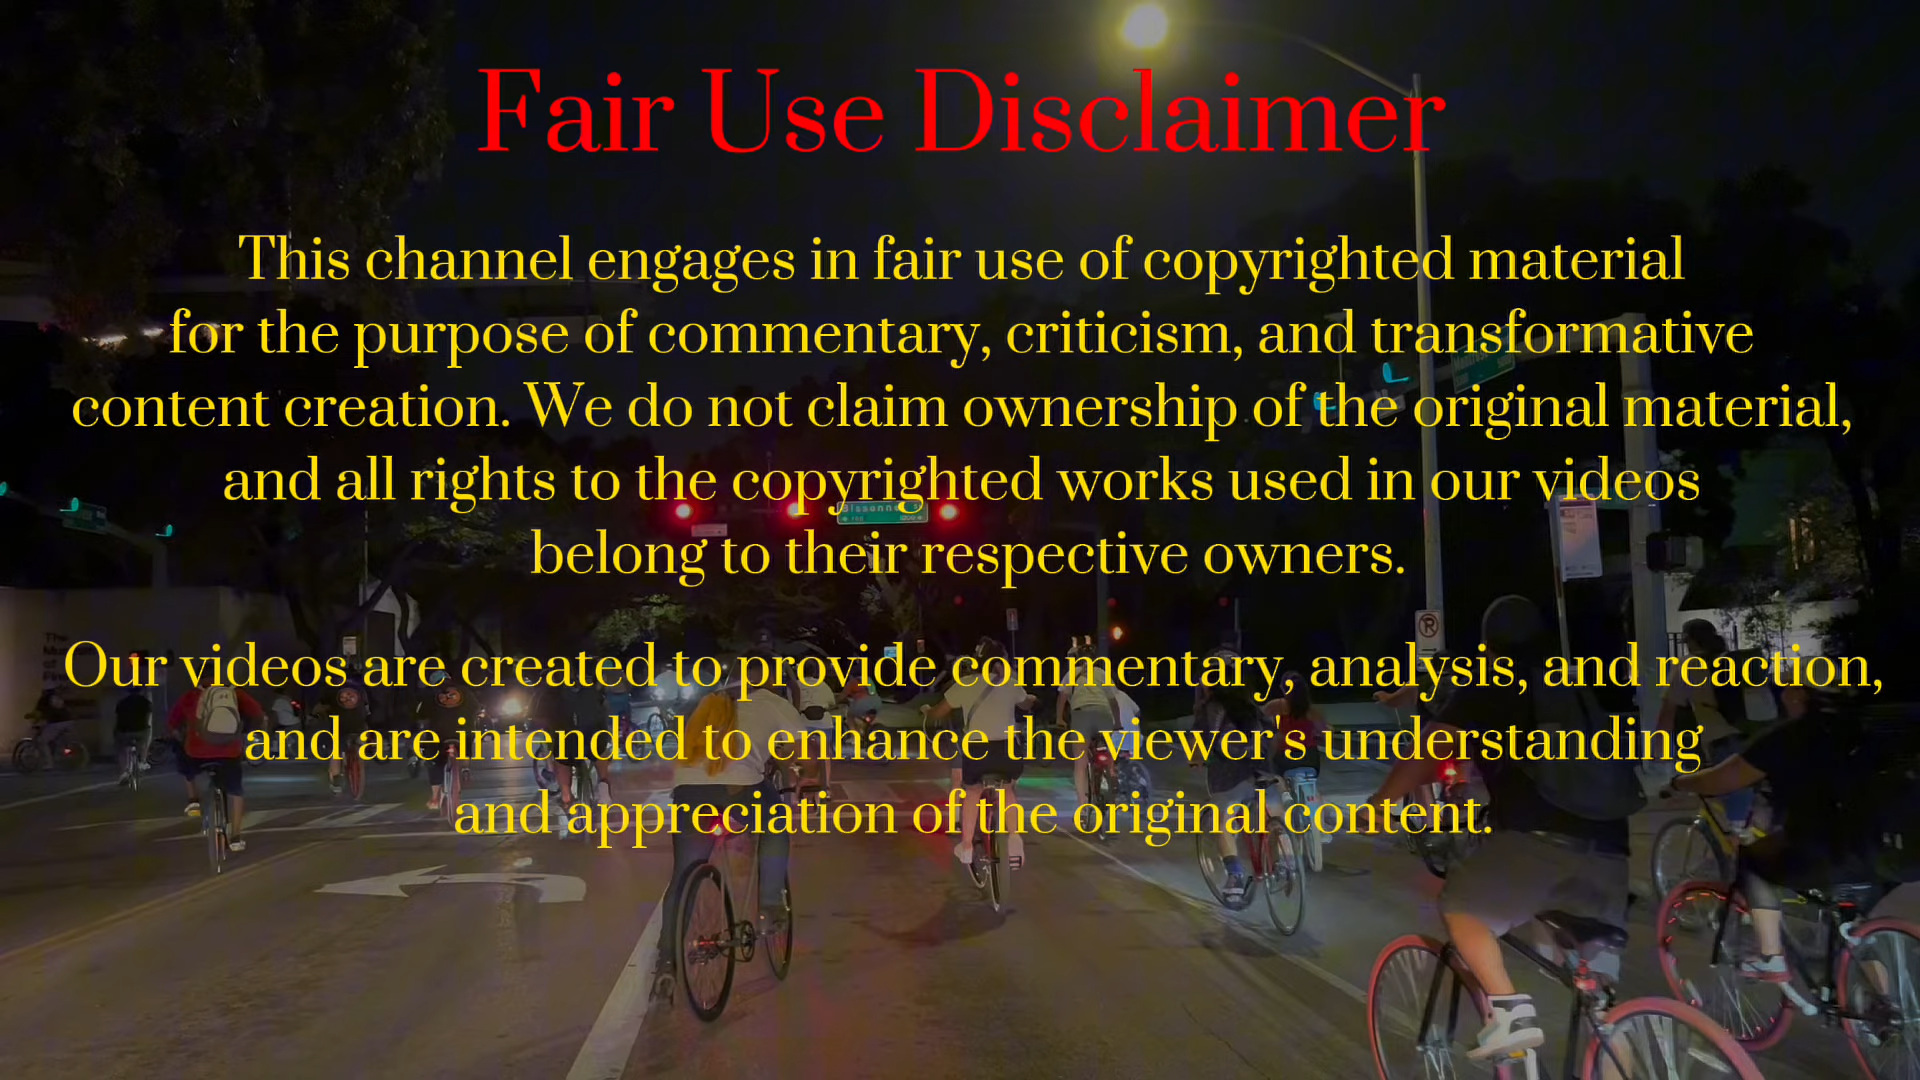 Fair Use Disclaimer
This channel engages in fair use of copyrighted material
for the purpose of commentary, criticism, and transformative
content creation. We do not claim ownership of the original material,
and all rights to the copyrighted works used in our videos
Bissonnet St
belong to their respective owners.
Our videos are created to provide commentary, analysis, and reaction,
and are intended to enhance the viewer's understanding
and appreciation of the original content.